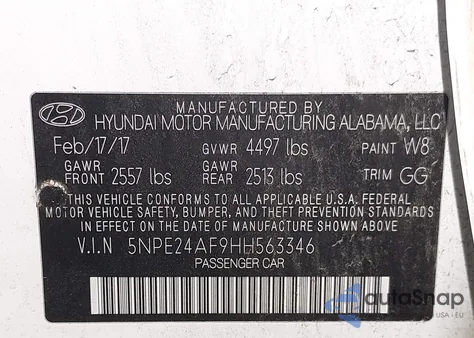 MANUFACTURED BY
HYUNDAI MOTOR MANUFACTURING ALABAMA, LLC
Feb/17/17 GVWR 4497 lbs PAINT W8
GAWR GAWR
FRONT 2557 lbs REAR 2513 lbs TRIM GG
THIS VEHICLE CONFORMS TO ALL APPLICABLE U.S.A. FEDERAL
MOTOR VEHICLE SAFETY, BUMPER, AND THEFT PREVENTION STANDARDS
IN EFFECT ON THE DATE OF MANUFACTURE SHOWN ABOVE.
V.I.N 5NPE24AF9HH563346
PASSENGER CAR
autoSnap
USA - EU